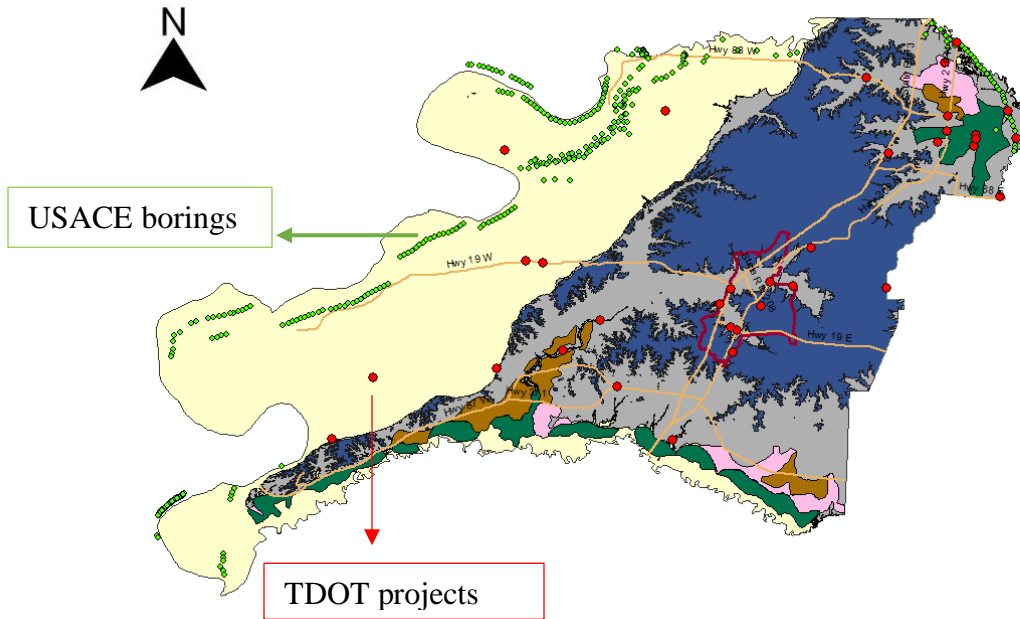 N
Hwy 88 W
USACE borings
Hwy 19 W
Hwy 88 E
Hwy 19 E
TDOT projects